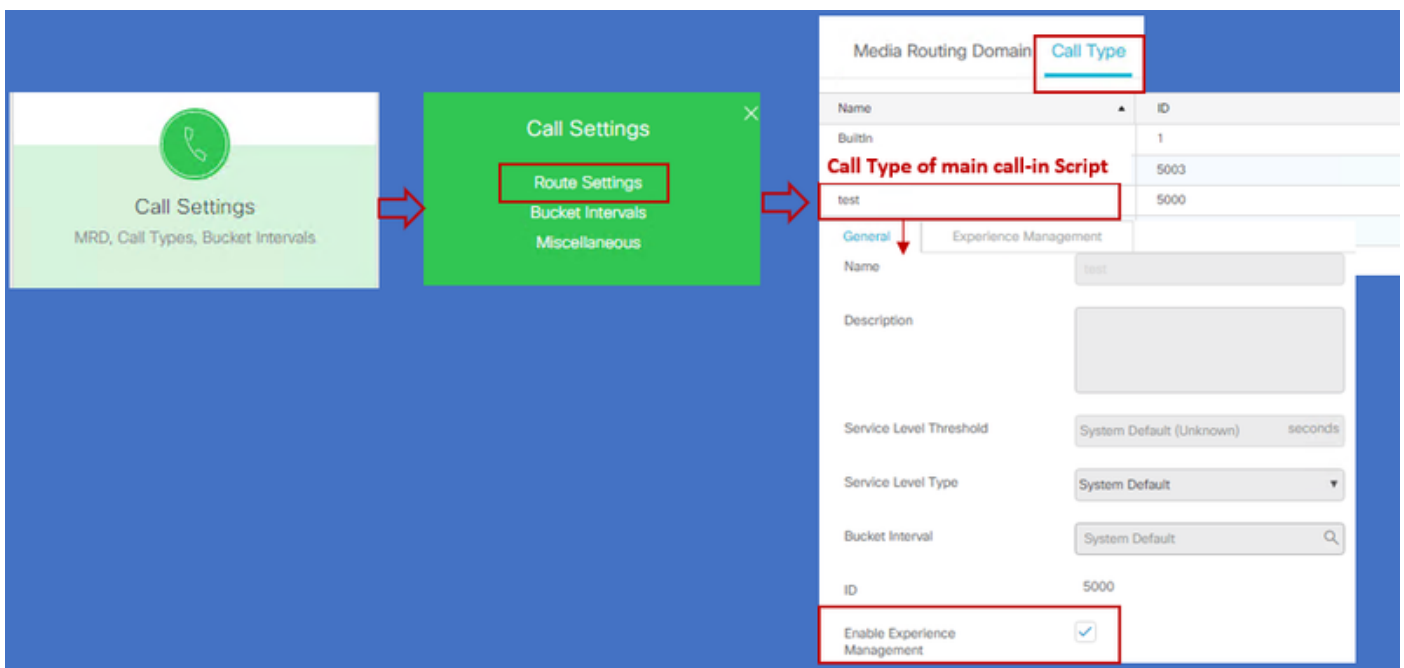 Call Settings
MRD, Call Types, Bucket Intervals
Call Settings
Route Settings
Bucket Intervals
Miscellaneous
Media Routing Domain Call Type
Name ID
BuiltIn 1
Call Type of main call-in Script 5003
test 5000
General Experience Management
Name test
Description
Service Level Threshold System Default (Unknown) seconds
Service Level Type System Default
Bucket Interval System Default
ID 5000
Enable Experience
Management